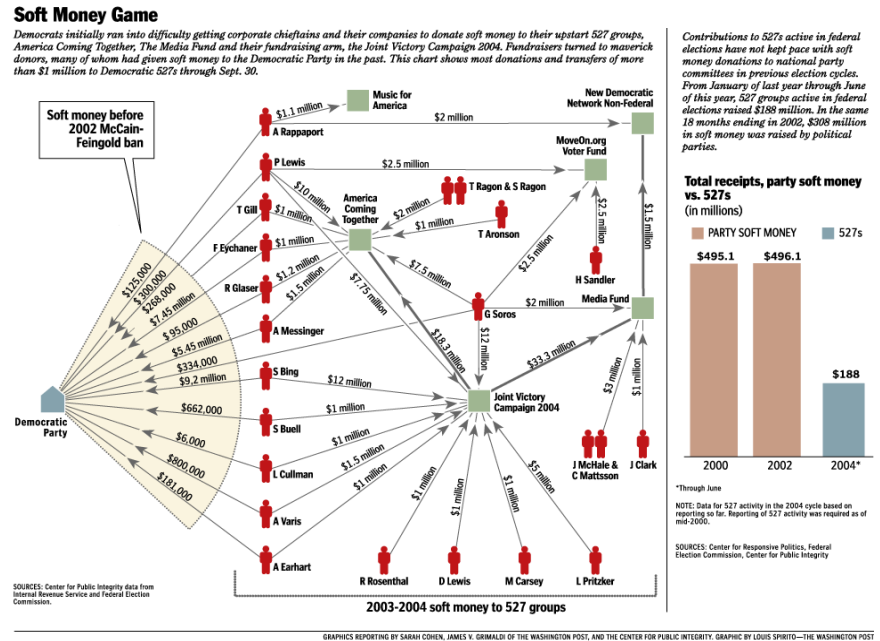 Soft Money Game
Democrats initially ran into difficulty getting corporate chieftains and their companies to donate soft money to their upstart 527 groups,
America Coming Together, The Media Fund and their fundraising arm, the Joint Victory Campaign 2004. Fundraisers turned to maverick
donors, many of whom had given soft money to the Democratic Party in the past. This chart shows most donations and transfers of more
than $1 million to Democratic 527s through Sept. 30.
Soft money before
2002 McCain-
Feingold ban
$1.1 million
Music for
America
New Democratic
Network Non-Federal
A Rappaport
$2 million
MoveOn.org
Voter Fund
P Lewis
$2.5 million
$10 million
America
Coming
Together
T Ragon & S Ragon
T Gill
$1 million
$2 million
$1 million
T Aronson
$2.5 million
$1.5 million
F Eychaner
$1 million
$1.2 million
R Glaser
$1.5 million
$7.75 million
$7.5 million
$2.5 million
H Sandler
A Messinger
G Soros
$2 million
Media Fund
$125,000
$300,000
$268,000
$7.45 million
$95,000
$5.45 million
$334,000
$9.2 million
$662,000
$6,000
$800,000
$181,000
Democratic
Party
$18.3 million
$12 million
$33.3 million
S Bing
$12 million
Joint Victory
Campaign 2004
$3 million
$1 million
S Buell
$1 million
L Cullman
$1 million
A Varis
$1.5 million
A Earhart
$1 million
J McHale &
C Mattsson
J Clark
$1 million
$1 million
$1 million
$5 million
R Rosenthal
D Lewis
M Carsey
L Pritzker
2003-2004 soft money to 527 groups
SOURCES: Center for Public Integrity data from
Internal Revenue Service and Federal Election
Commission.
Contributions to 527s active in federal
elections have not kept pace with soft
money donations to national party
committees in previous election cycles.
From January of last year through June
of this year, 527 groups active in federal
elections raised $188 million. In the same
18 months ending in 2002, $308 million
in soft money was raised by political
parties.
Total receipts, party soft money
vs. 527s
(in millions)
PARTY SOFT MONEY
527s
$495.1
$496.1
$188
2000
2002
2004*
*Through June
NOTE: Data for 527 activity in the 2004 cycle based on
reporting so far. Reporting of 527 activity was required as of
mid-2000.
SOURCES: Center for Responsive Politics, Federal
Election Commission, Center for Public Integrity
GRAPHICS REPORTING BY SARAH COHEN, JAMES V. GRIMALDI OF THE WASHINGTON POST, AND THE CENTER FOR PUBLIC INTEGRITY. GRAPHIC BY LOUIS SPIRITO—THE WASHINGTON POST